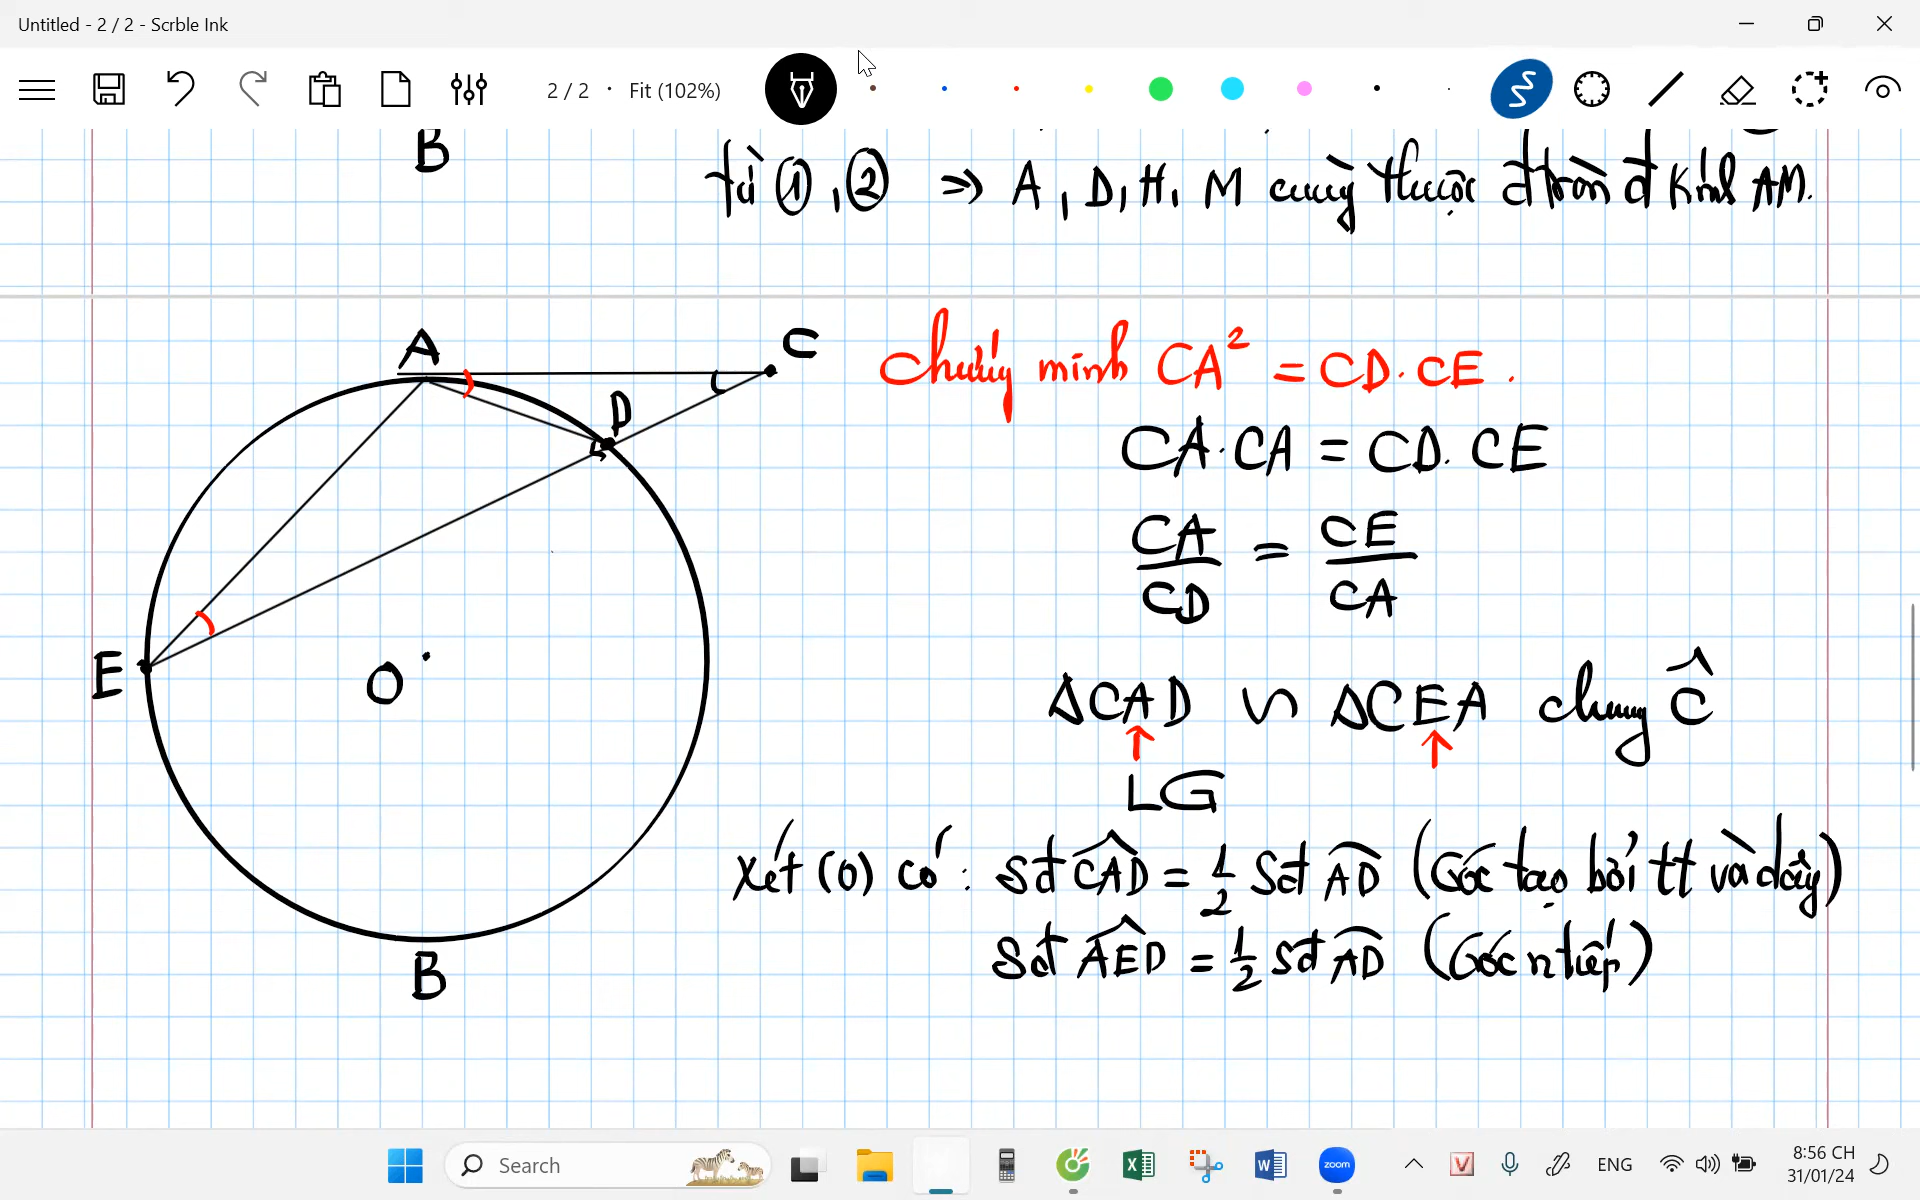 Untitled - 2 / 2 - Scrble Ink
2 / 2 · Fit (102%)
B
từ ①, ② => A, D, H, M cùng thuộc đtròn đ kính AM.
A
C
D
E
O
B
Chứng minh CA² = CD.CE.
CA.CA = CD.CE
CA/CD = CE/CA
ΔCAD ∽ ΔCEA chung Ĉ
LG
Xét (O) có: Sđ CAD = 1/2 Sđ AD (Góc tạo bởi tt và dây)
Sđ AED = 1/2 Sđ AD (Góc n tiếp)
Search
zoom
ENG
8:56 CH
31/01/24